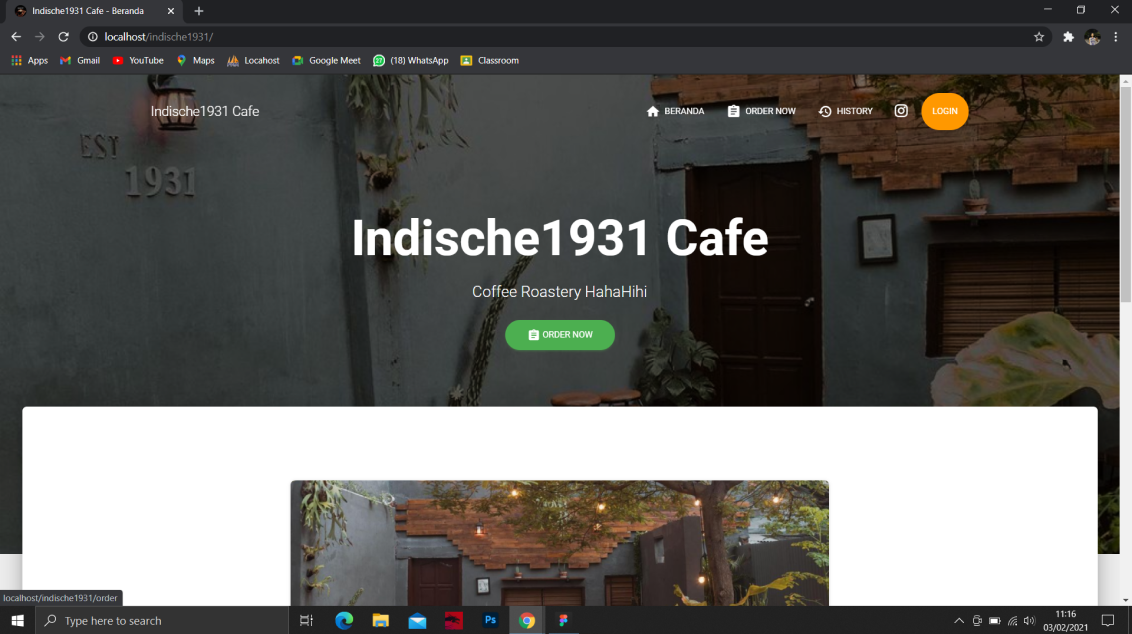 Indische1931 Cafe - Beranda
localhost/indische1931/
Apps Gmail YouTube Maps Locahost Google Meet (18) WhatsApp Classroom
Indische1931 Cafe BERANDA ORDER NOW HISTORY LOGIN
EST
1931
Indische1931 Cafe
Coffee Roastery HahaHihi
ORDER NOW
localhost/indische1931/order
Type here to search
Ps
11:16
03/02/2021